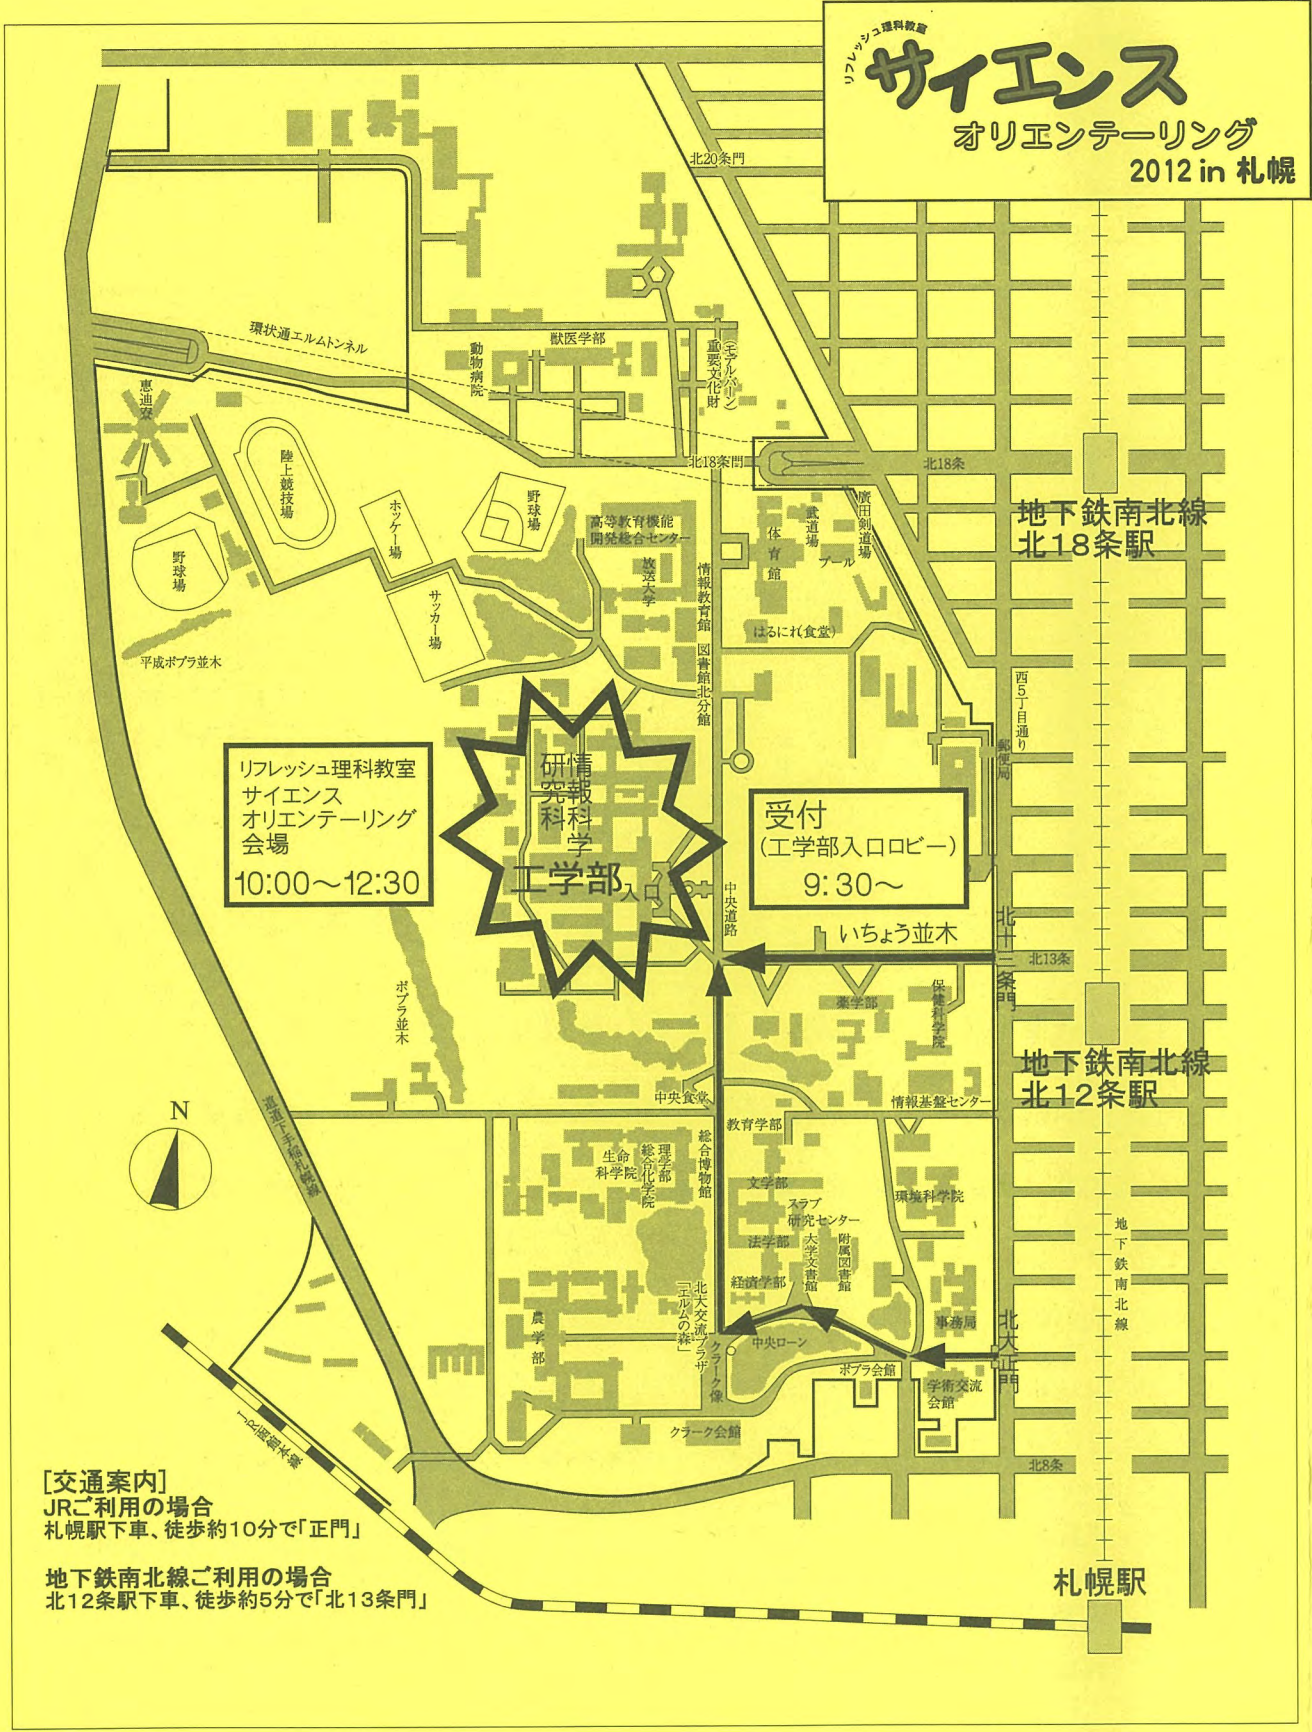 リフレッシュ理科教室
サイエンス
オリエンテーリング
2012 in 札幌
北20条門
環状通エルムトンネル
獣医学部
動物病院
重要文化財
(モデルバーン)
恵迪寮
陸上競技場
北18条門
北18条
ホッケー場
野球場
高等教育機能
開発総合センター
放送大学
体育館
武道場
廣田剣道場
プール
地下鉄南北線
北18条駅
野球場
サッカー場
情報教育館
図書館北分館
はるにれ(食堂)
平成ポプラ並木
西5丁目通り
郵便局
リフレッシュ理科教室
サイエンス
オリエンテーリング
会場
10:00～12:30
情報科学
研究科
工学部
入口
受付
(工学部入口ロビー)
9:30～
中央道路
いちょう並木
北十三条門
北13条
ポプラ並木
薬学部
保健科学院
地下鉄南北線
北12条駅
中央食堂
情報基盤センター
N
道道下手稲札幌線
教育学部
総合博物館
理学部
総合化学院
生命
科学院
文学部
スラブ
研究センター
環境科学院
法学部
大学文書館
附属図書館
経済学部
地下鉄南北線
北大交流プラザ
「エルムの森」
農学部
事務局
北大正門
中央ローン
クラーク像
ポプラ会館
学術交流
会館
クラーク会館
JR函館本線
北8条
[交通案内]
JRご利用の場合
札幌駅下車、徒歩約10分で「正門」
地下鉄南北線ご利用の場合
北12条駅下車、徒歩約5分で「北13条門」
札幌駅